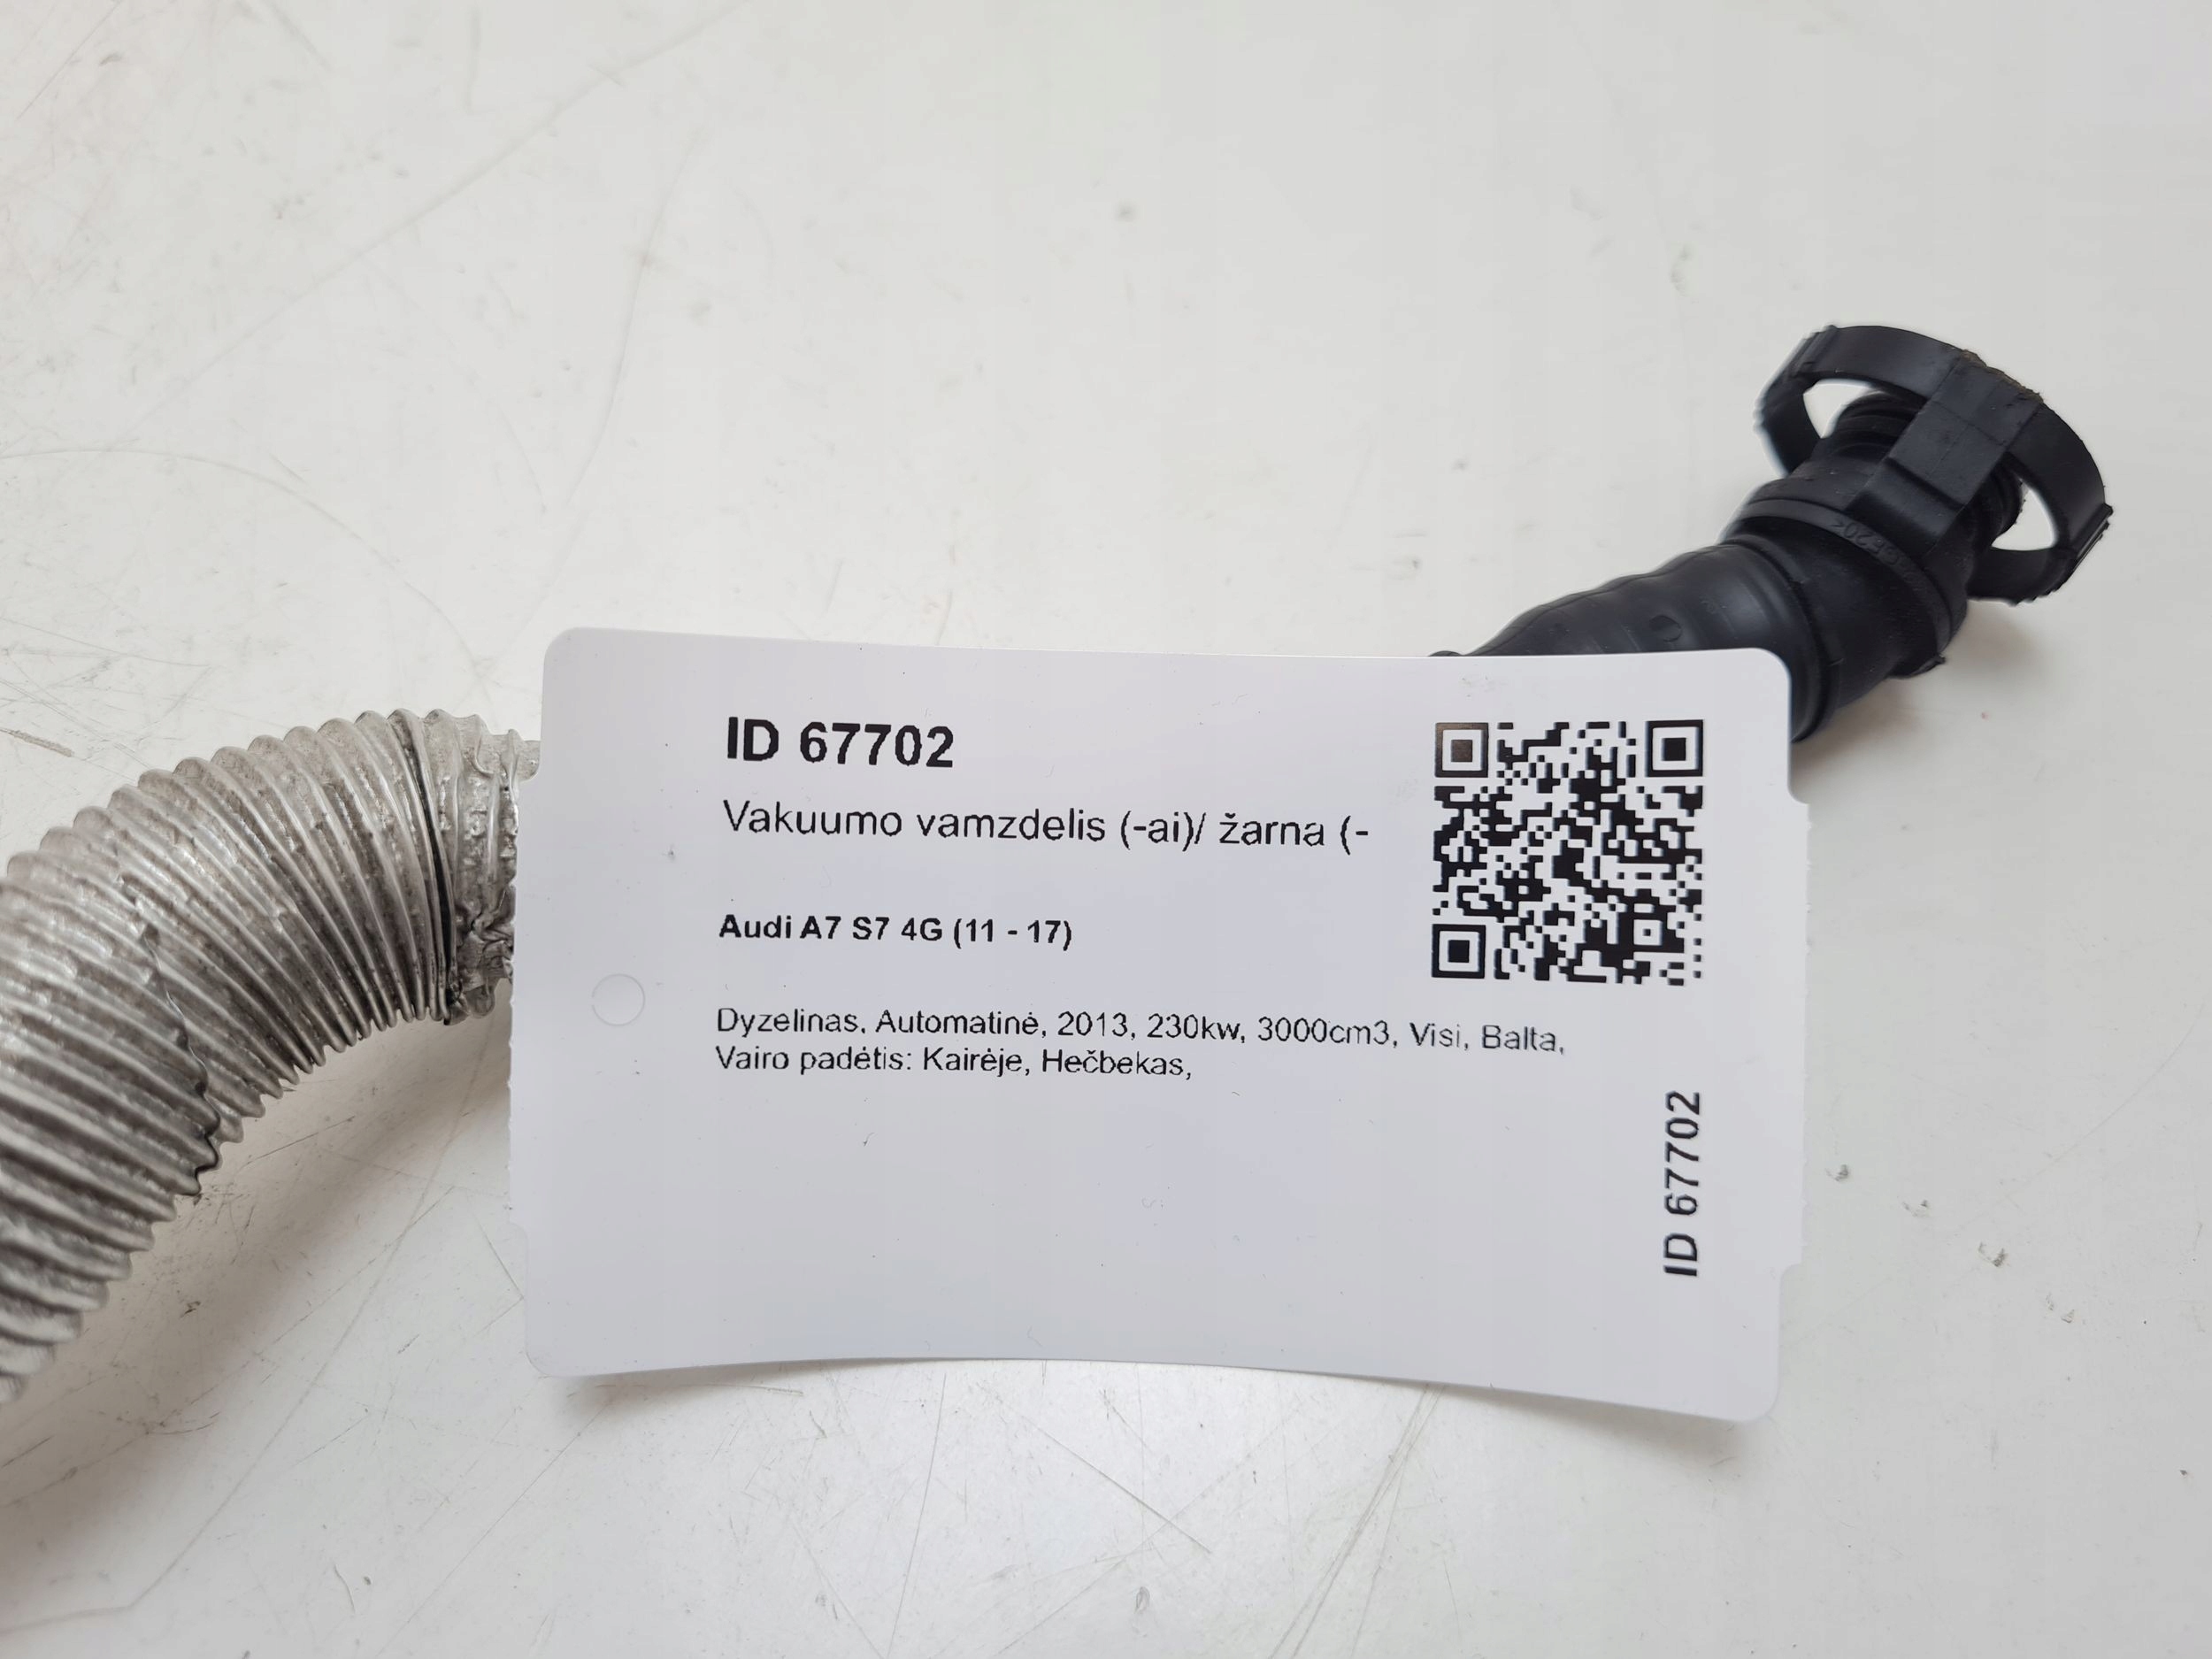 ID 67702
Vakuumo vamzdelis (-ai)/ žarna (-
Audi A7 S7 4G (11 - 17)
Dyzelinas, Automatinė, 2013, 230kw, 3000cm3, Visi, Balta,
Vairo padėtis: Kairėje, Hečbekas,
ID 67702